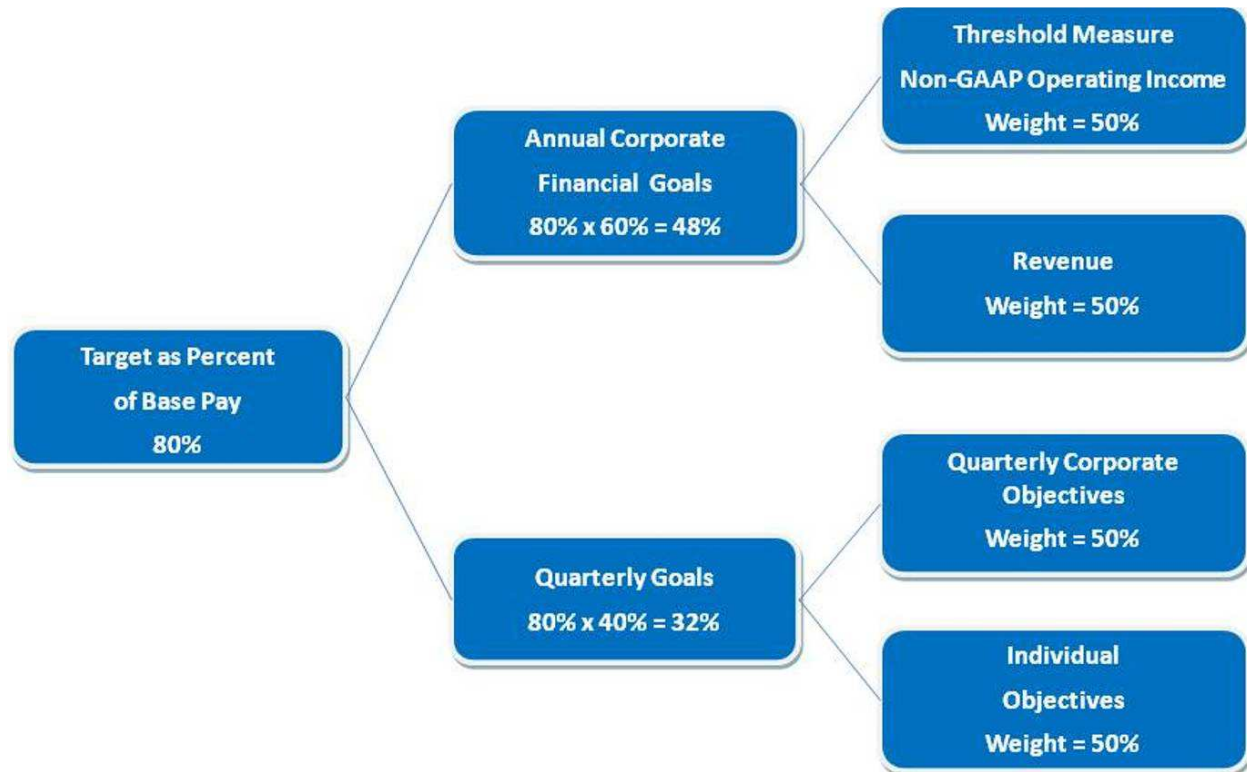 Threshold Measure
Non-GAAP Operating Income
Weight = 50%
Annual Corporate
Financial Goals
80% x 60% = 48%
Revenue
Weight = 50%
Target as Percent
of Base Pay
80%
Quarterly Corporate
Objectives
Weight = 50%
Quarterly Goals
80% x 40% = 32%
Individual
Objectives
Weight = 50%